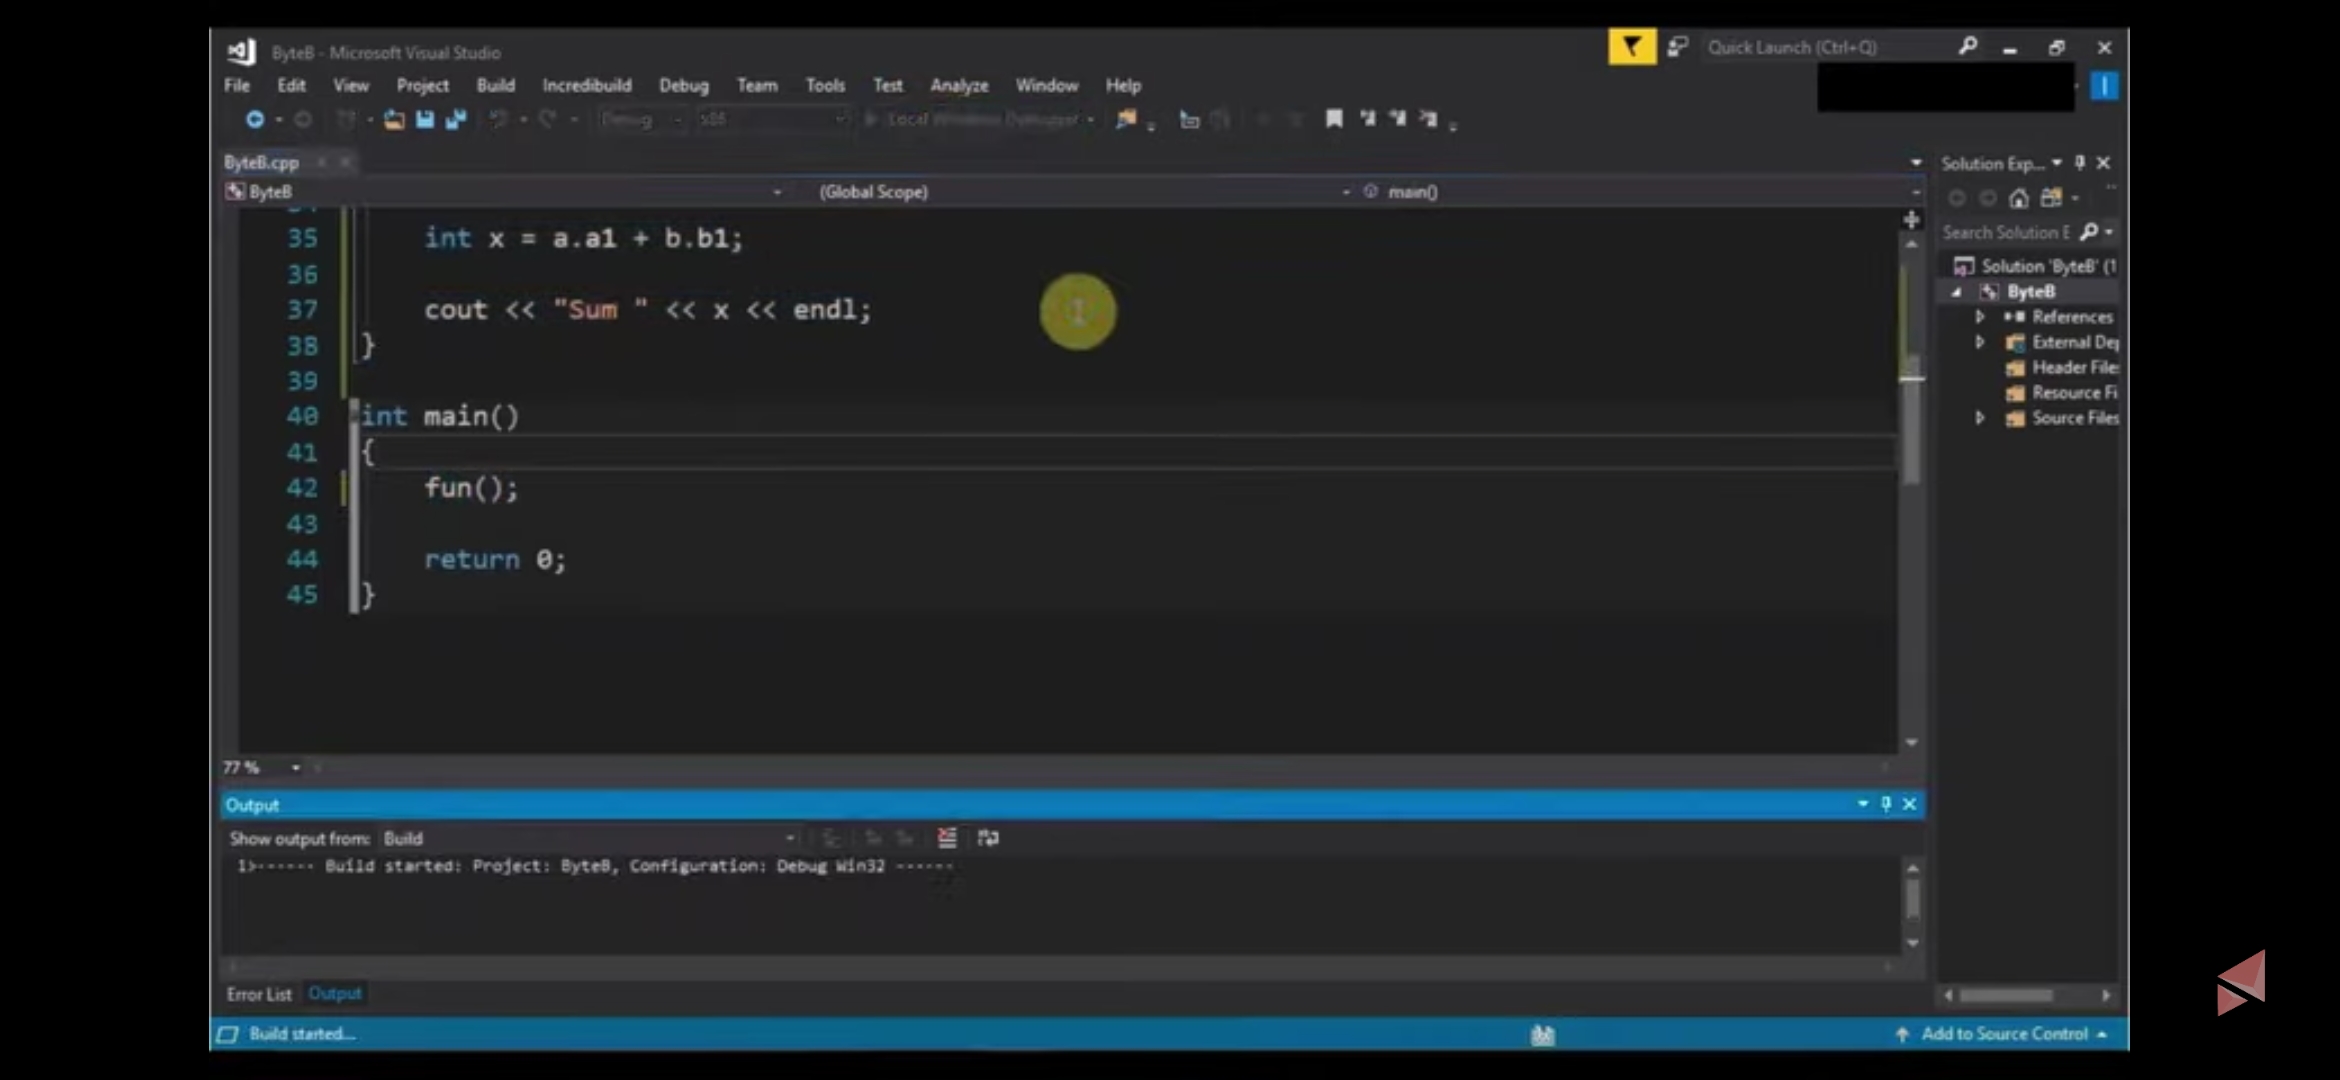 ByteB - Microsoft Visual Studio
Quick Launch (Ctrl+Q)
File Edit View Project Build Incredibuild Debug Team Tools Test Analyze Window Help
Debug x86 Local Windows Debugger
ByteB.cpp
Solution Exp...
ByteB (Global Scope) main()
Search Solution E
35 int x = a.a1 + b.b1;
36
37 cout << "Sum " << x << endl;
38 }
39
40 int main()
41 {
42 fun();
43
44 return 0;
45 }
Solution 'ByteB' (1
ByteB
References
External Dep
Header Files
Resource Fi
Source Files
77 %
Output
Show output from: Build
1>------ Build started: Project: ByteB, Configuration: Debug Win32 ------
Error List Output
Build started...
Add to Source Control